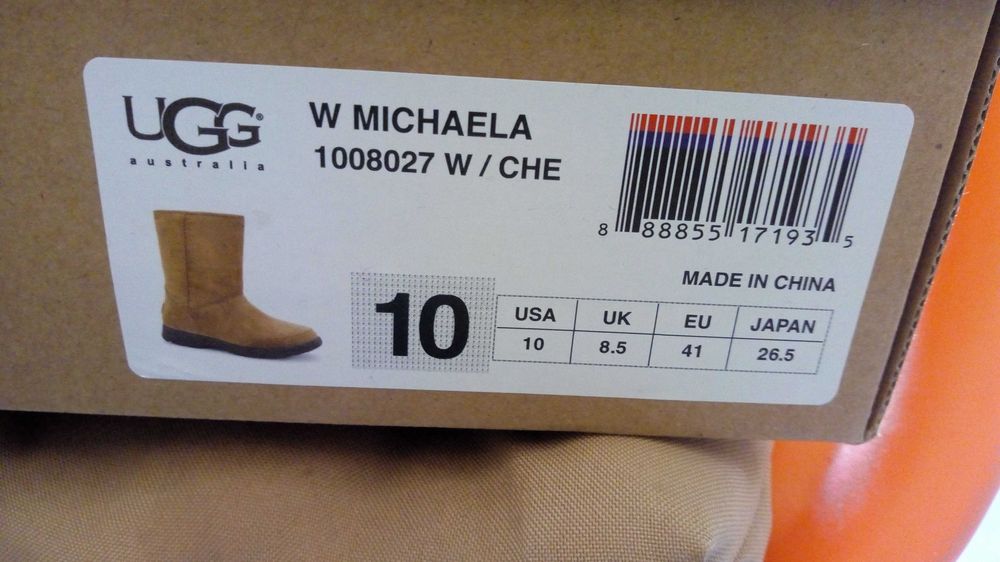 UGG®
australia
W MICHAELA
1008027 W / CHE
8 88855 17193 5
MADE IN CHINA
10
USA UK EU JAPAN
10 8.5 41 26.5